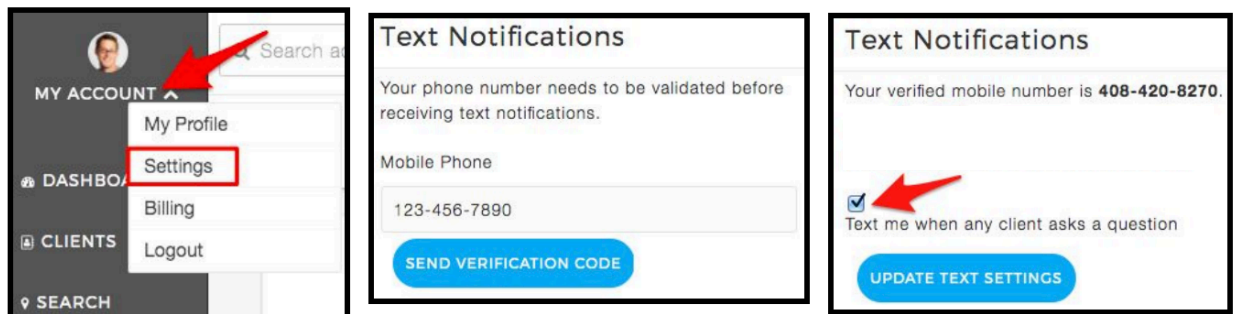 Search
MY ACCOUNT
My Profile
Settings
DASHBO
Billing
CLIENTS
Logout
SEARCH
Text Notifications
Your phone number needs to be validated before
receiving text notifications.
Mobile Phone
123-456-7890
SEND VERIFICATION CODE
Text Notifications
Your verified mobile number is 408-420-8270.
Text me when any client asks a question
UPDATE TEXT SETTINGS